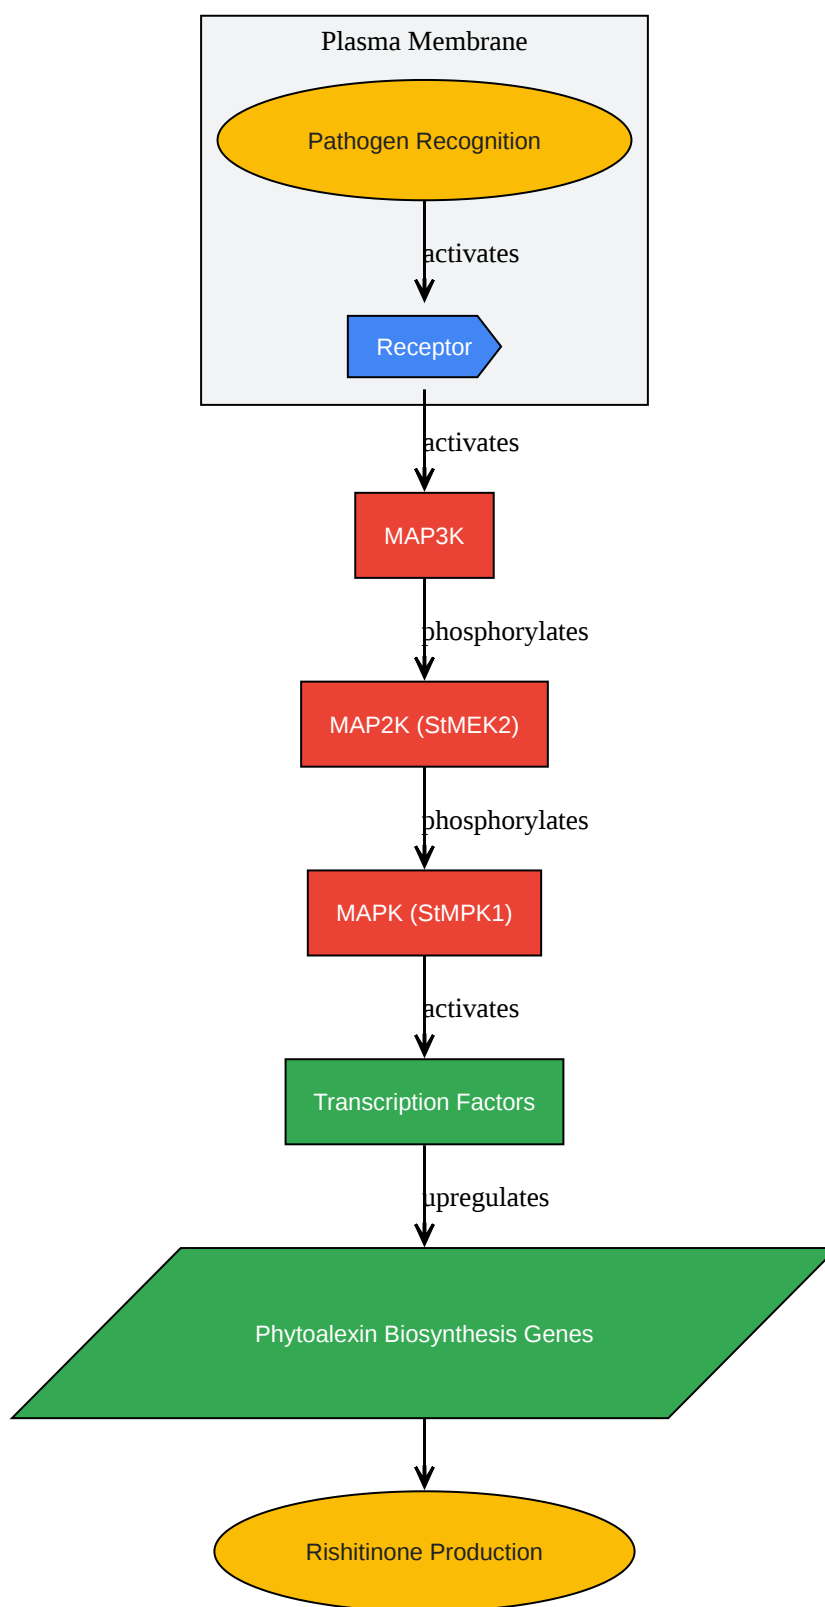 Plasma Membrane
Pathogen Recognition
activates
Receptor
activates
MAP3K
phosphorylates
MAP2K (StMEK2)
phosphorylates
MAPK (StMPK1)
activates
Transcription Factors
upregulates
Phytoalexin Biosynthesis Genes
Rishitinone Production